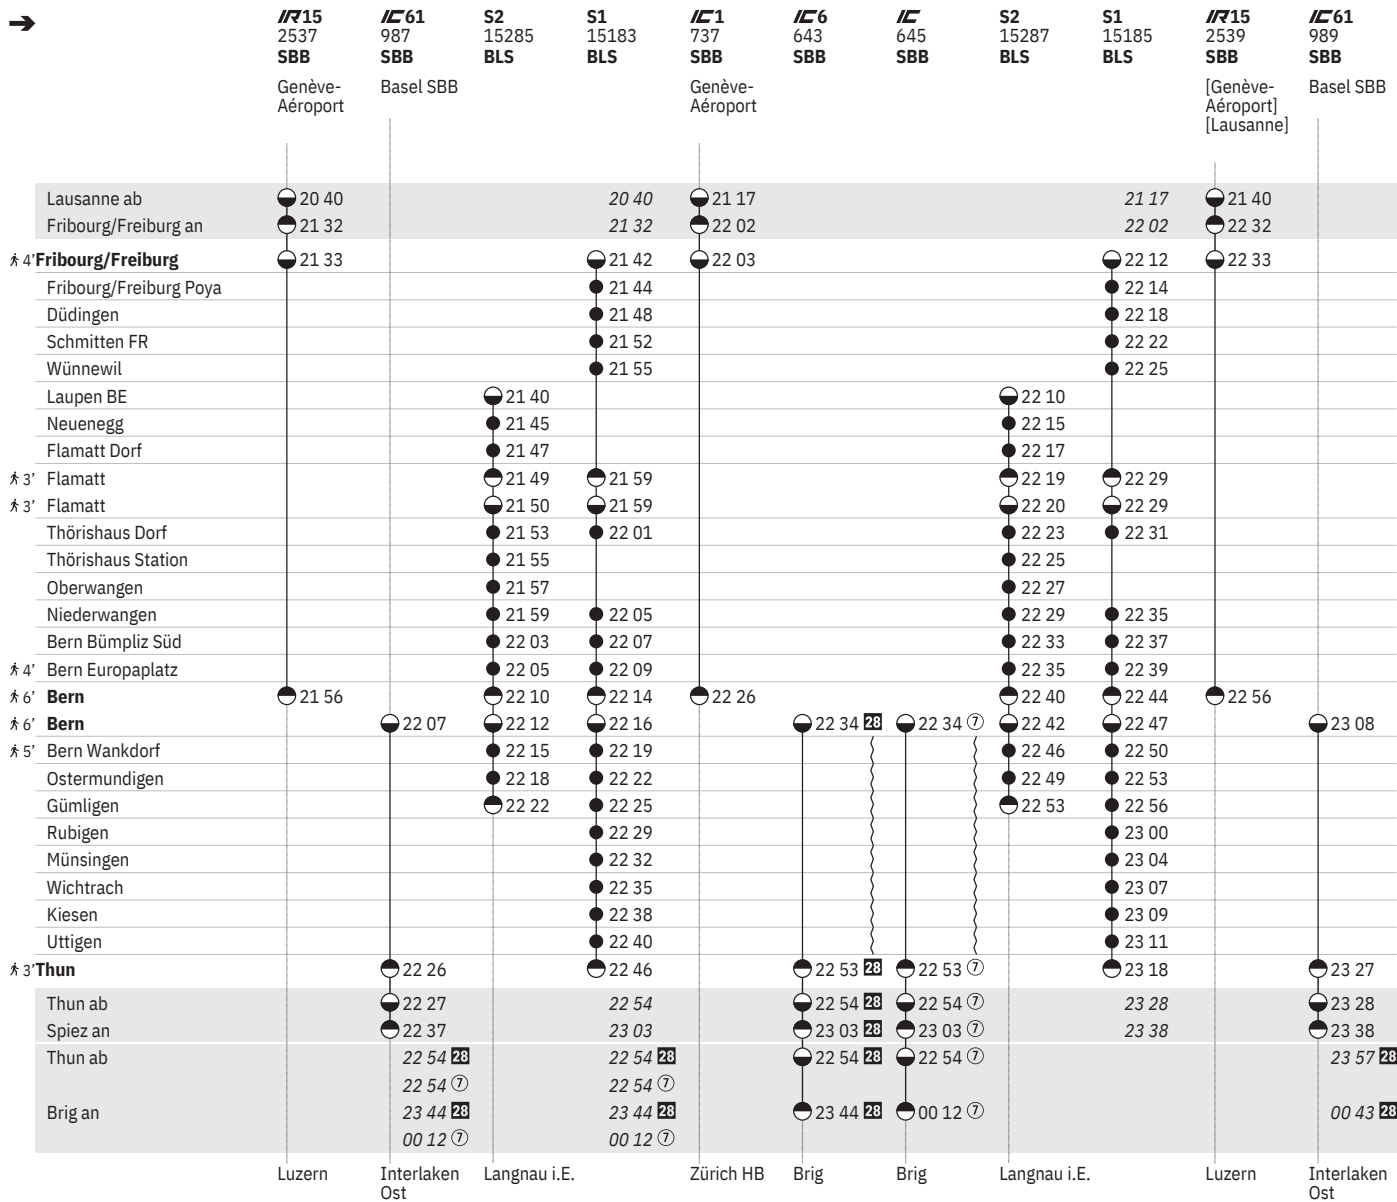 IR15 IC61 S2 S1 IC1 IC6 IC S2 S1 IR15 IC61
2537 987 15285 15183 737 643 645 15287 15185 2539 989
SBB SBB BLS BLS SBB SBB SBB BLS BLS SBB SBB
Genève- Basel SBB Genève- [Genève- Basel SBB
Aéroport Aéroport Aéroport]
[Lausanne]
Lausanne ab 20 40 20 40 21 17 21 17 21 40
Fribourg/Freiburg an 21 32 21 32 22 02 22 02 22 32
4' Fribourg/Freiburg 21 33 21 42 22 03 22 12 22 33
Fribourg/Freiburg Poya 21 44 22 14
Düdingen 21 48 22 18
Schmitten FR 21 52 22 22
Wünnewil 21 55 22 25
Laupen BE 21 40 22 10
Neuenegg 21 45 22 15
Flamatt Dorf 21 47 22 17
3' Flamatt 21 49 21 59 22 19 22 29
3' Flamatt 21 50 21 59 22 20 22 29
Thörishaus Dorf 21 53 22 01 22 23 22 31
Thörishaus Station 21 55 22 25
Oberwangen 21 57 22 27
Niederwangen 21 59 22 05 22 29 22 35
Bern Bümpliz Süd 22 03 22 07 22 33 22 37
4' Bern Europaplatz 22 05 22 09 22 35 22 39
6' Bern 21 56 22 10 22 14 22 26 22 40 22 44 22 56
6' Bern 22 07 22 12 22 16 22 34 28 22 34 7 22 42 22 47 23 08
5' Bern Wankdorf 22 15 22 19 22 46 22 50
Ostermundigen 22 18 22 22 22 49 22 53
Gümligen 22 22 22 25 22 53 22 56
Rubigen 22 29 23 00
Münsingen 22 32 23 04
Wichtrach 22 35 23 07
Kiesen 22 38 23 09
Uttigen 22 40 23 11
3' Thun 22 26 22 46 22 53 28 22 53 7 23 18 23 27
Thun ab 22 27 22 54 22 54 28 22 54 7 23 28 23 28
Spiez an 22 37 23 03 23 03 28 23 03 7 23 38 23 38
Thun ab 22 54 28 22 54 28 22 54 28 22 54 7 23 57 28
22 54 7 22 54 7
Brig an 23 44 28 23 44 28 23 44 28 00 12 7 00 43 28
00 12 7 00 12 7
Luzern Interlaken Langnau i.E. Zürich HB Brig Brig Langnau i.E. Luzern Interlaken
Ost Ost